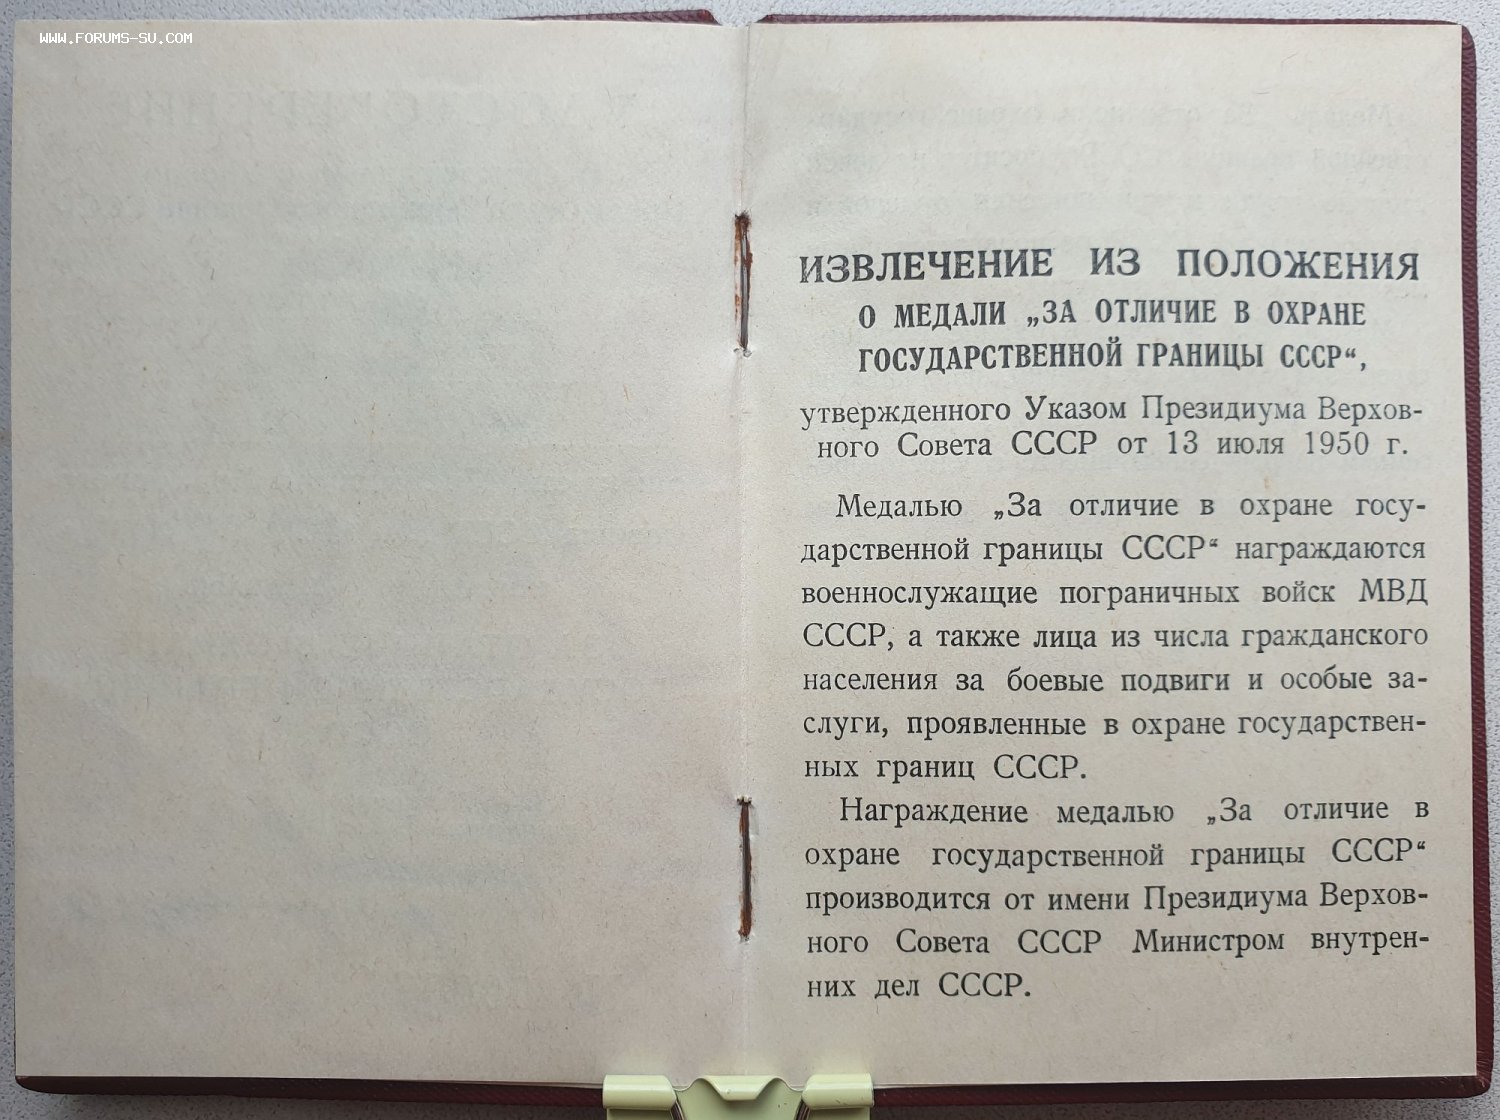 WWW.FORUMS-SU.COM
ИЗВЛЕЧЕНИЕ ИЗ ПОЛОЖЕНИЯ
О МЕДАЛИ „ЗА ОТЛИЧИЕ В ОХРАНЕ
ГОСУДАРСТВЕННОЙ ГРАНИЦЫ СССР“,
утвержденного Указом Президиума Верхов-
ного Совета СССР от 13 июля 1950 г.
Медалью „За отличие в охране госу-
дарственной границы СССР“ награждаются
военнослужащие пограничных войск МВД
СССР, а также лица из числа гражданского
населения за боевые подвиги и особые за-
слуги, проявленные в охране государствен-
ных границ СССР.
Награждение медалью „За отличие в
охране государственной границы СССР“
производится от имени Президиума Верхов-
ного Совета СССР Министром внутрен-
них дел СССР.